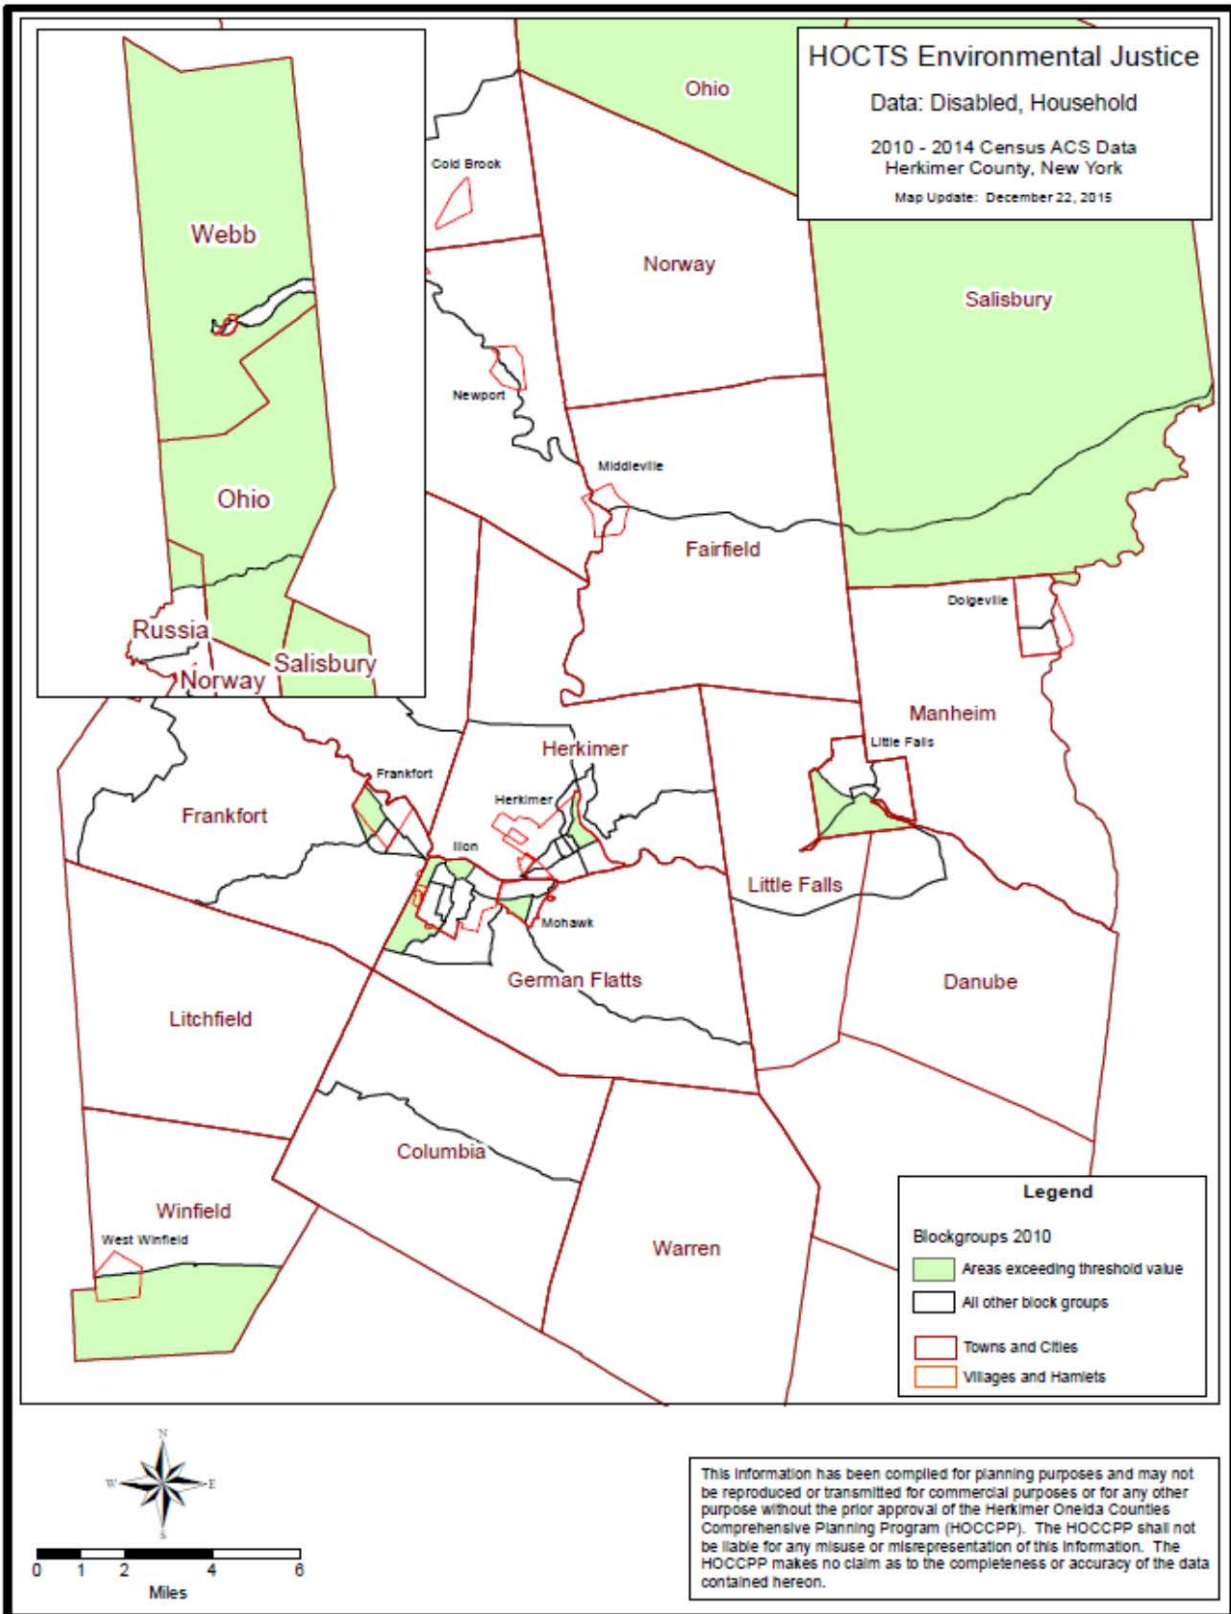 HOCTS Environmental Justice
Data: Disabled, Household
2010 - 2014 Census ACS Data
Herkimer County, New York
Map Update: December 22, 2015
Ohio
Cold Brook
Webb
Norway
Salisbury
Newport
Middleville
Ohio
Fairfield
Dolgeville
Russia
Salisbury
Norway
Manheim
Little Falls
Herkimer
Frankfort
Herkimer
Frankfort
Ilion
Little Falls
Mohawk
German Flatts
Danube
Litchfield
Columbia
Winfield
West Winfield
Warren
Legend
Blockgroups 2010
Areas exceeding threshold value
All other block groups
Towns and Cities
Villages and Hamlets
N
W
E
S
0 1 2 4 6
Miles
This information has been compiled for planning purposes and may not
be reproduced or transmitted for commercial purposes or for any other
purpose without the prior approval of the Herkimer Oneida Counties
Comprehensive Planning Program (HOCCPP). The HOCCPP shall not
be liable for any misuse or misrepresentation of this information. The
HOCCPP makes no claim as to the completeness or accuracy of the data
contained hereon.